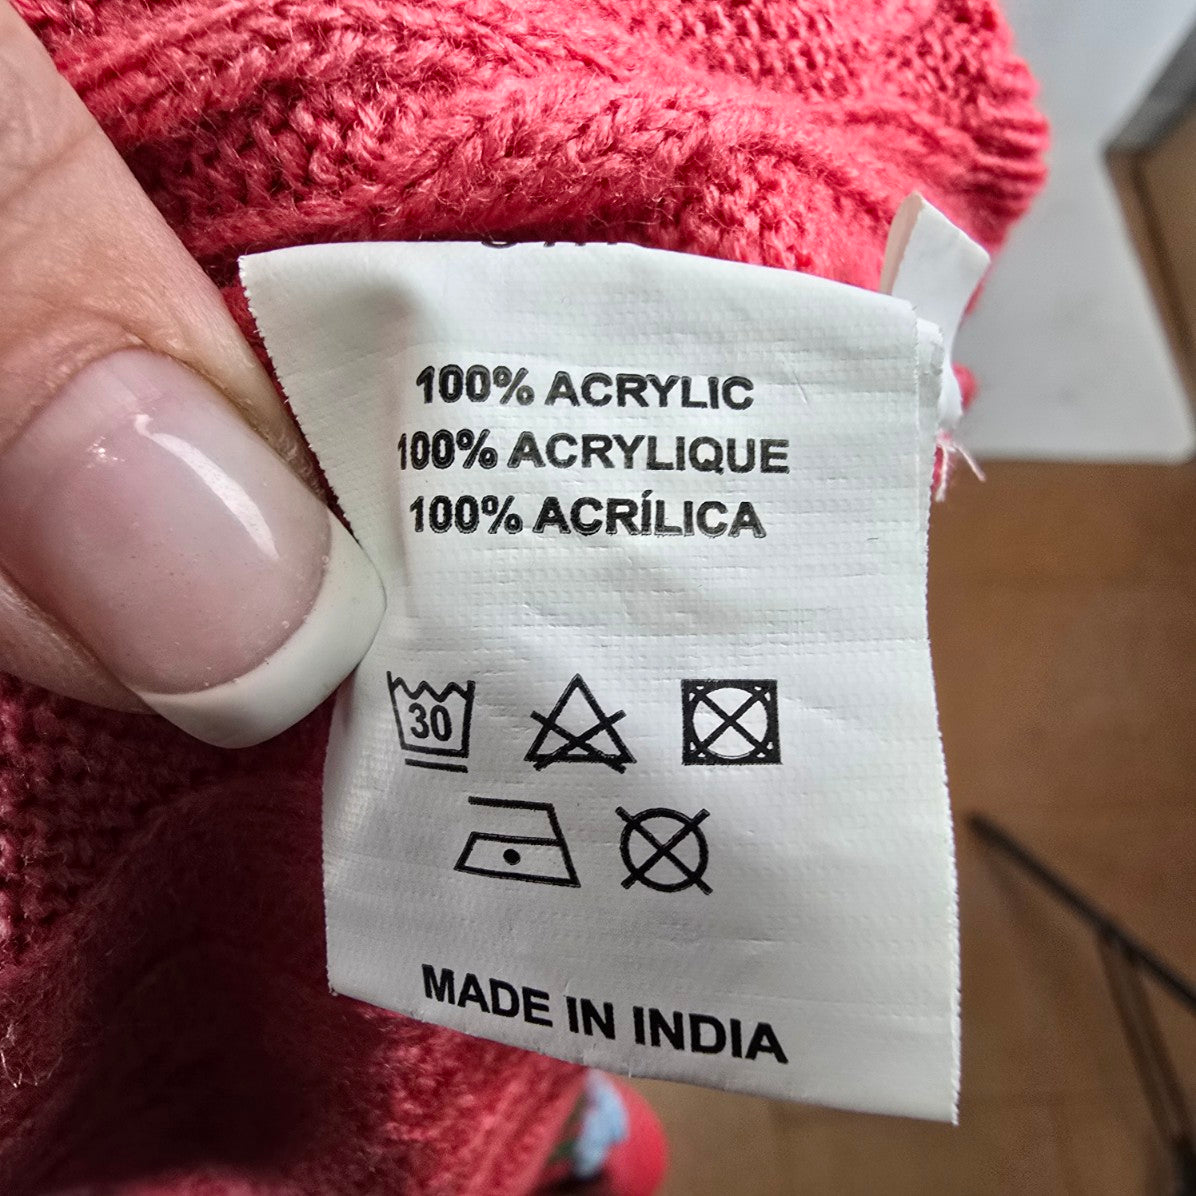 100% ACRYLIC
100% ACRYLIQUE
100% ACRÍLICA
30
MADE IN INDIA